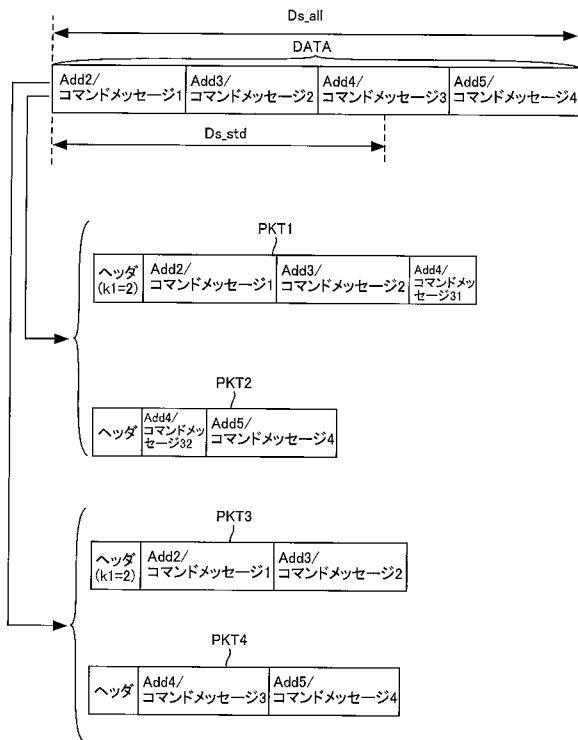 Ds_all
DATA
Add2/
コマンドメッセージ1
Add3/
コマンドメッセージ2
Add4/
コマンドメッセージ3
Add5/
コマンドメッセージ4
Ds_std
PKT1
ヘッダ
(k1=2)
Add2/
コマンドメッセージ1
Add3/
コマンドメッセージ2
Add4/
コマンドメッ
セージ31
PKT2
ヘッダ
Add4/
コマンドメッ
セージ32
Add5/
コマンドメッセージ4
PKT3
ヘッダ
(k1=2)
Add2/
コマンドメッセージ1
Add3/
コマンドメッセージ2
PKT4
ヘッダ
Add4/
コマンドメッセージ3
Add5/
コマンドメッセージ4